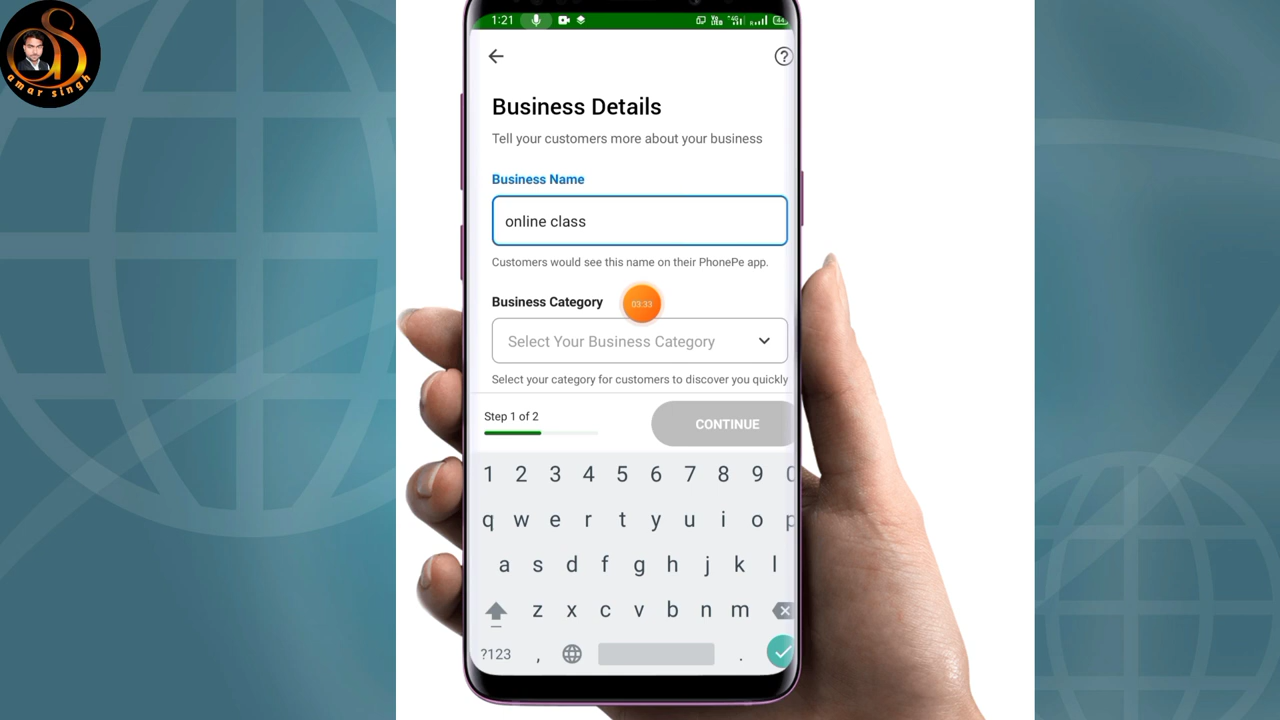 amar singh
1:21
Business Details
Tell your customers more about your business
Business Name
online class
Customers would see this name on their PhonePe app.
Business Category
03:33
Select Your Business Category
Select your category for customers to discover you quickly
Step 1 of 2
CONTINUE
1 2 3 4 5 6 7 8 9 0
q w e r t y u i o p
a s d f g h j k l
z x c v b n m
?123 , .